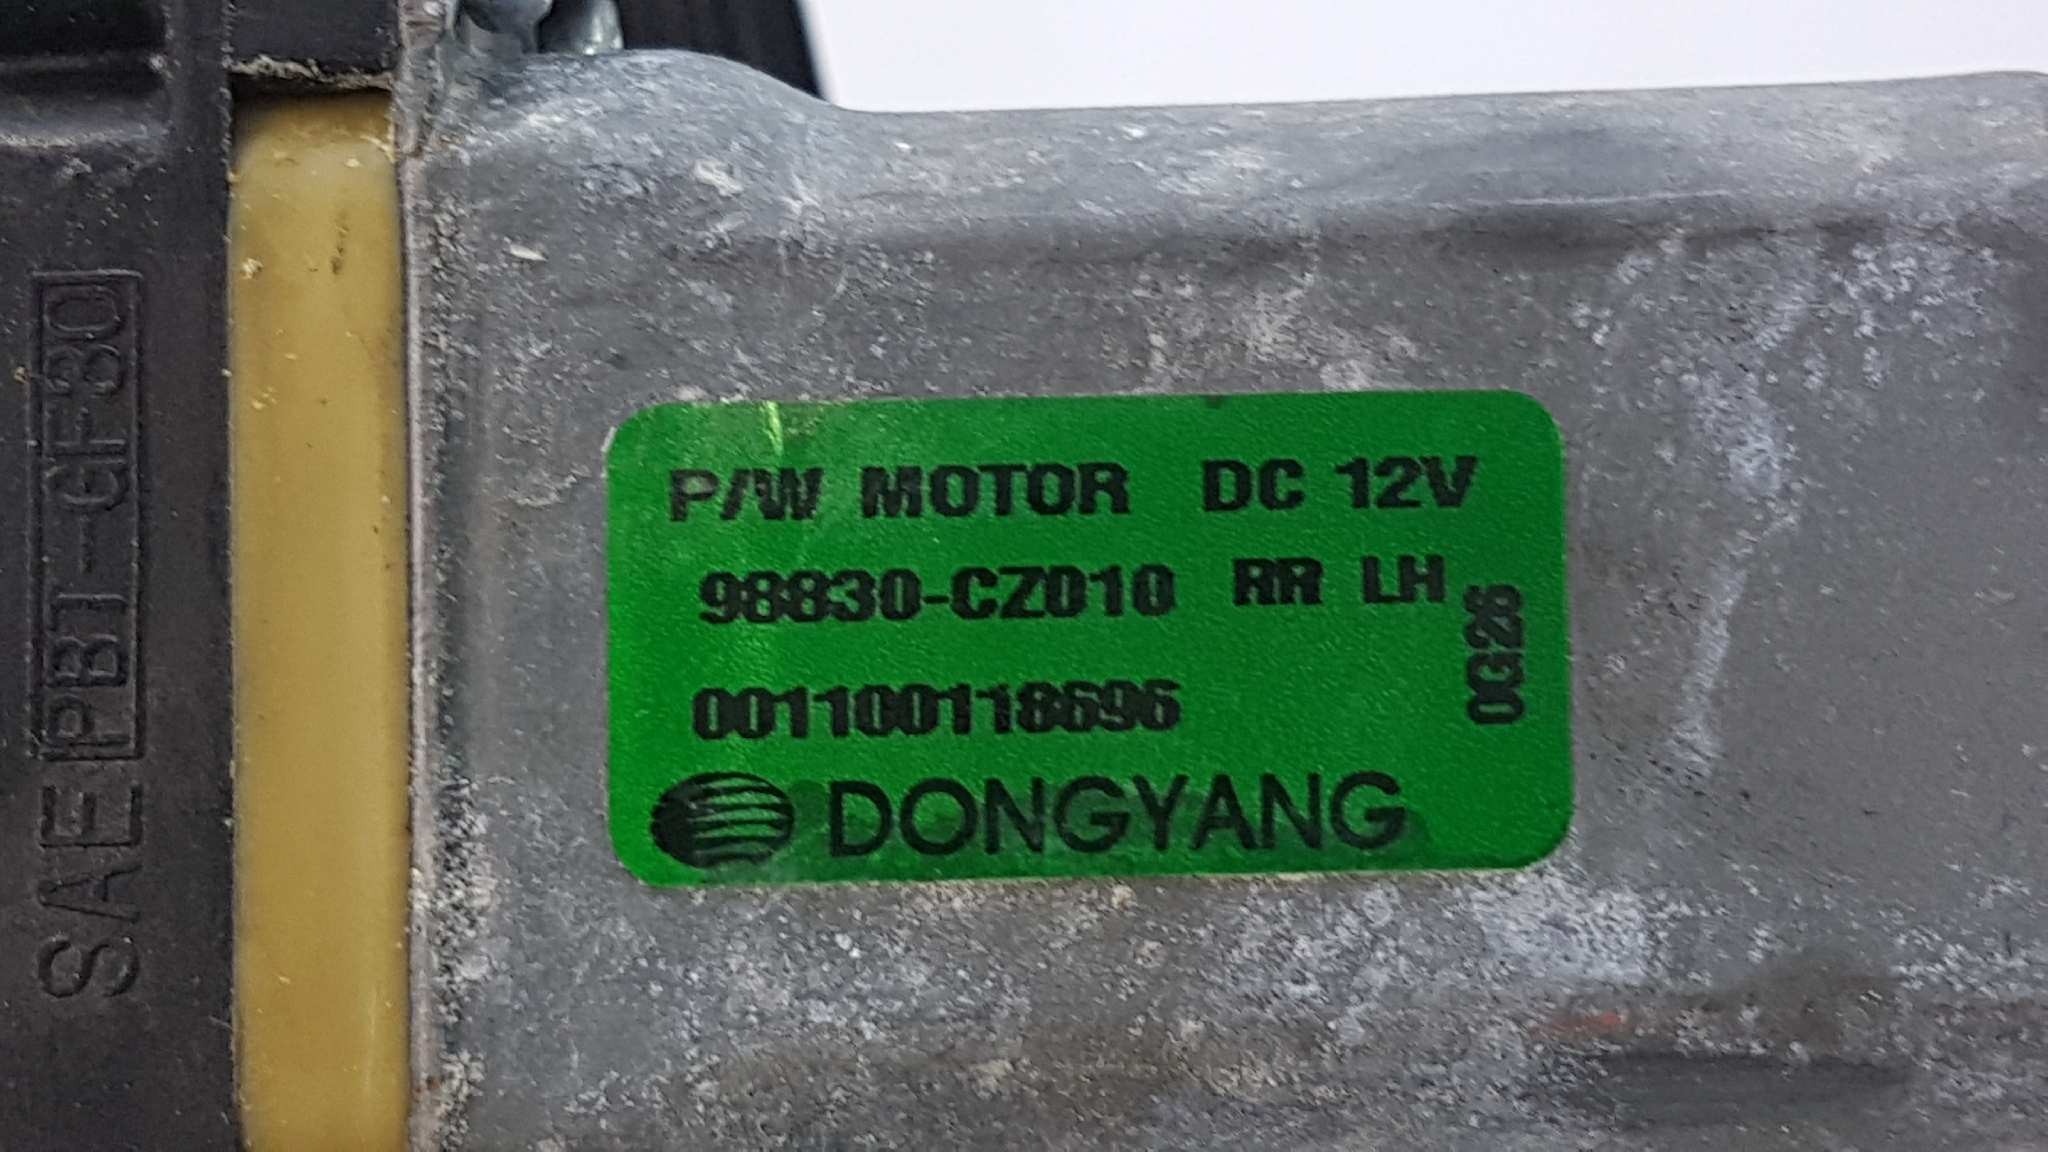 P/W MOTOR DC 12V
98830-CZ010 RR LH
0G26
001100118696
DONGYANG
SAE PBT-GF30